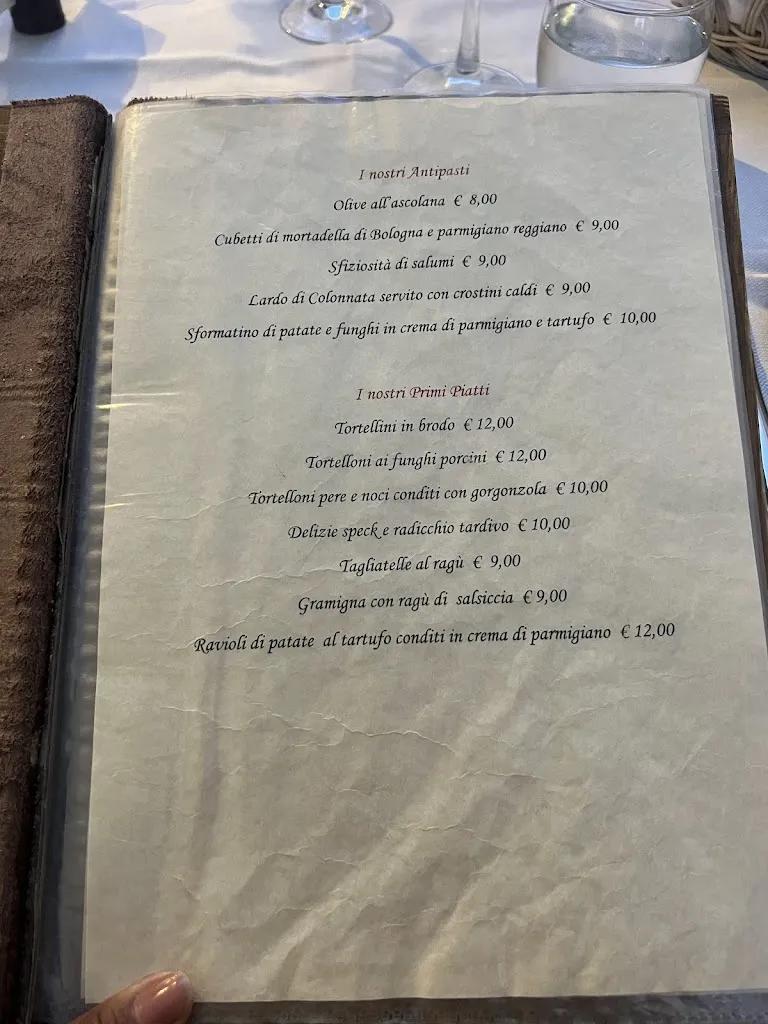 I nostri Antipasti
Olive all'ascolana € 8,00
Cubetti di mortadella di Bologna e parmigiano reggiano € 9,00
Sfiziosità di salumi € 9,00
Lardo di Colonnata servito con crostini caldi € 9,00
Sformatino di patate e funghi in crema di parmigiano e tartufo € 10,00
I nostri Primi Piatti
Tortellini in brodo € 12,00
Tortelloni ai funghi porcini € 12,00
Tortelloni pere e noci conditi con gorgonzola € 10,00
Delizie speck e radicchio tardivo € 10,00
Tagliatelle al ragù € 9,00
Gramigna con ragù di salsiccia € 9,00
Ravioli di patate al tartufo conditi in crema di parmigiano € 12,00